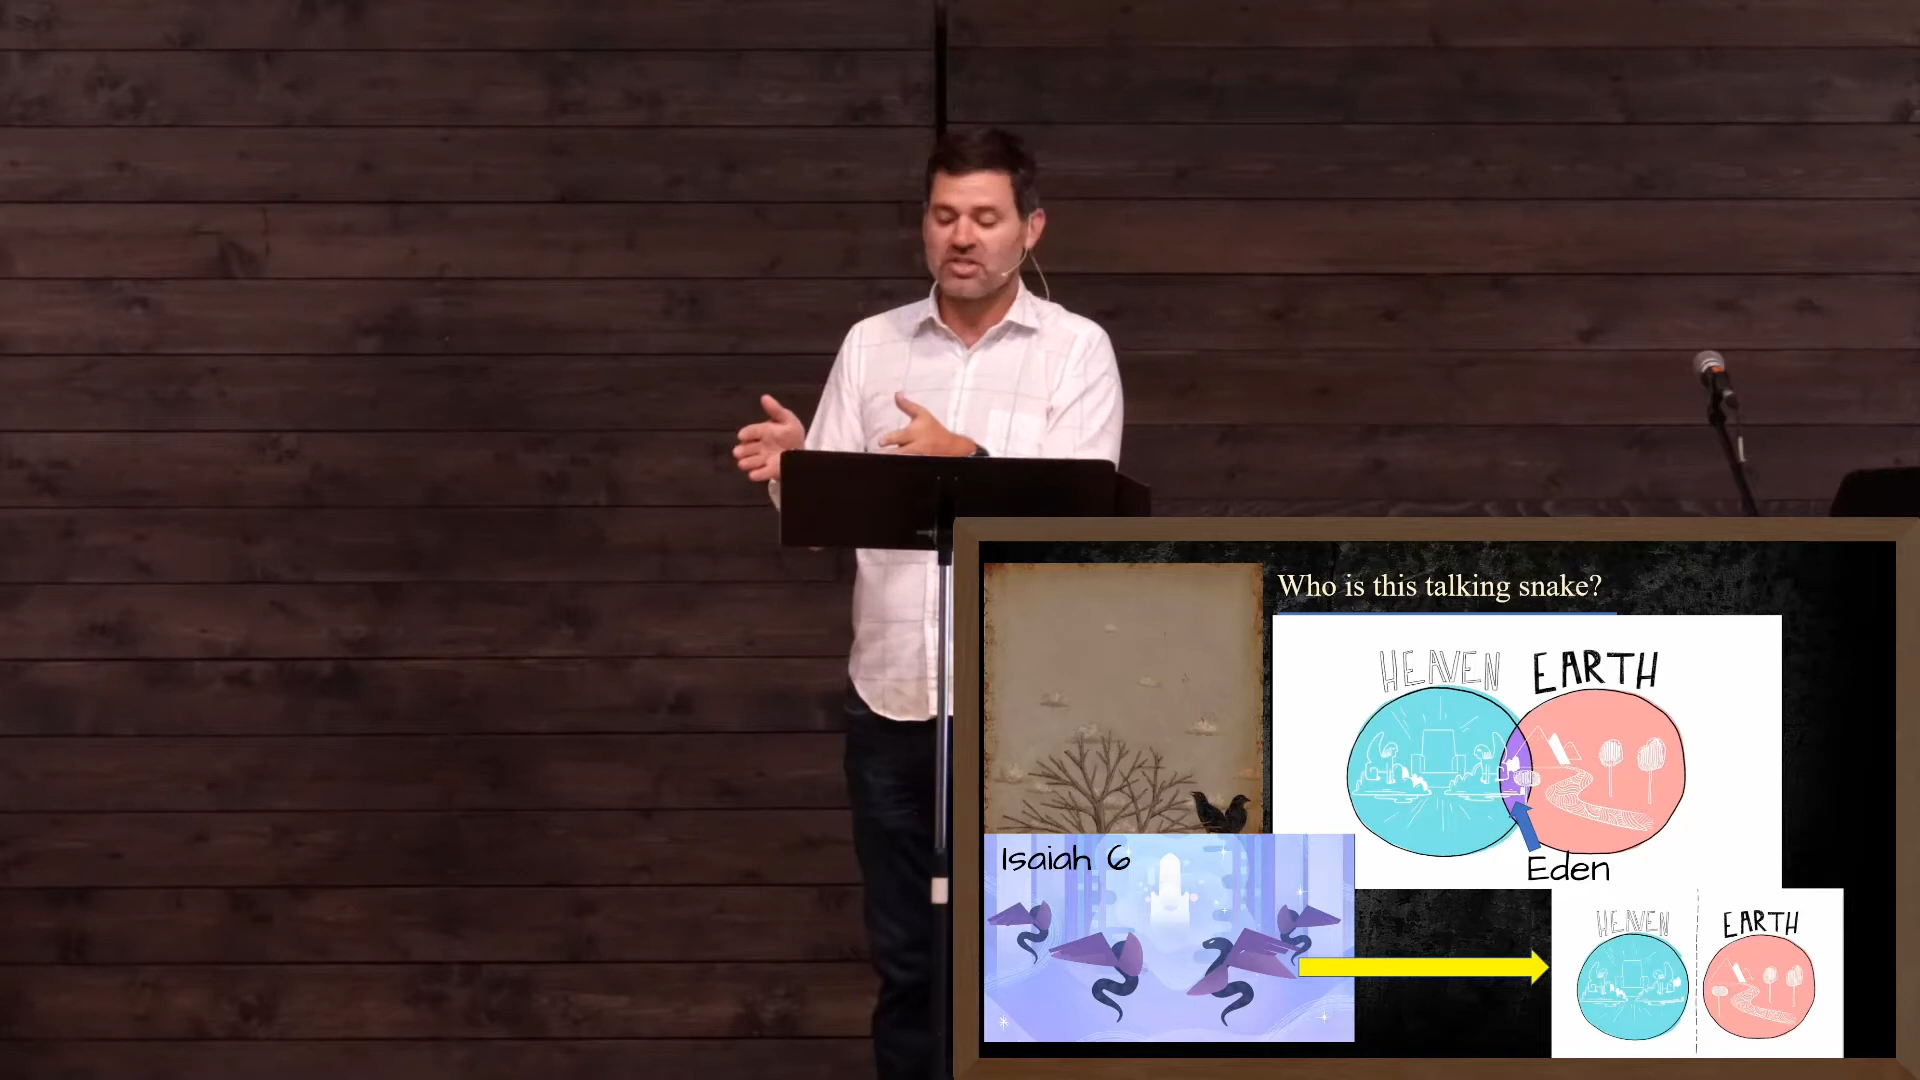 Who is this talking snake?
HEAVEN EARTH
Eden
Isaiah 6
HEAVEN EARTH